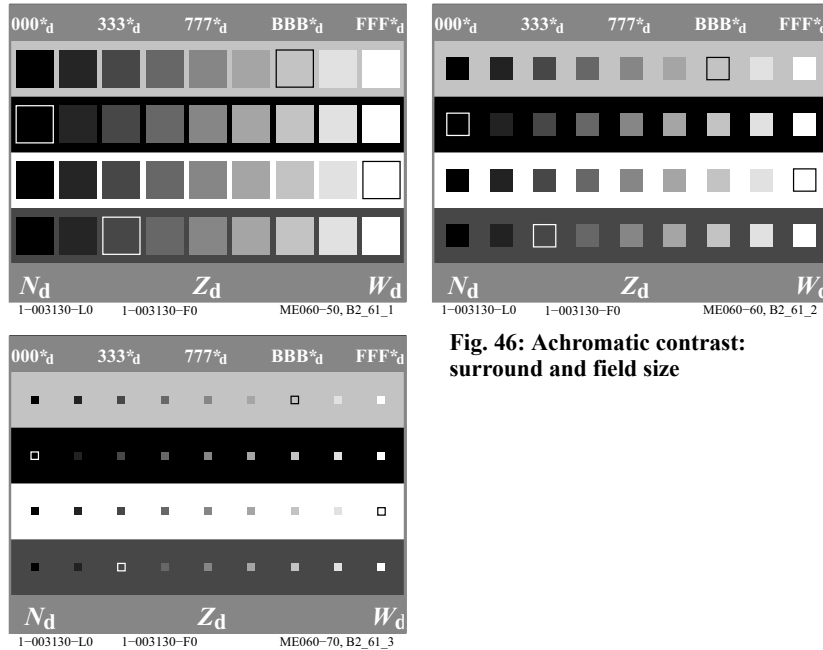 000*d 333*d 777*d BBB*d FFF*d
Nd Zd Wd
1−003130−L0 1−003130−F0 ME060−50, B2_61_1
000*d 333*d 777*d BBB*d FFF*d
Nd Zd Wd
1−003130−L0 1−003130−F0 ME060−60, B2_61_2
Fig. 46: Achromatic contrast:
surround and field size
000*d 333*d 777*d BBB*d FFF*d
Nd Zd Wd
1−003130−L0 1−003130−F0 ME060−70, B2_61_3